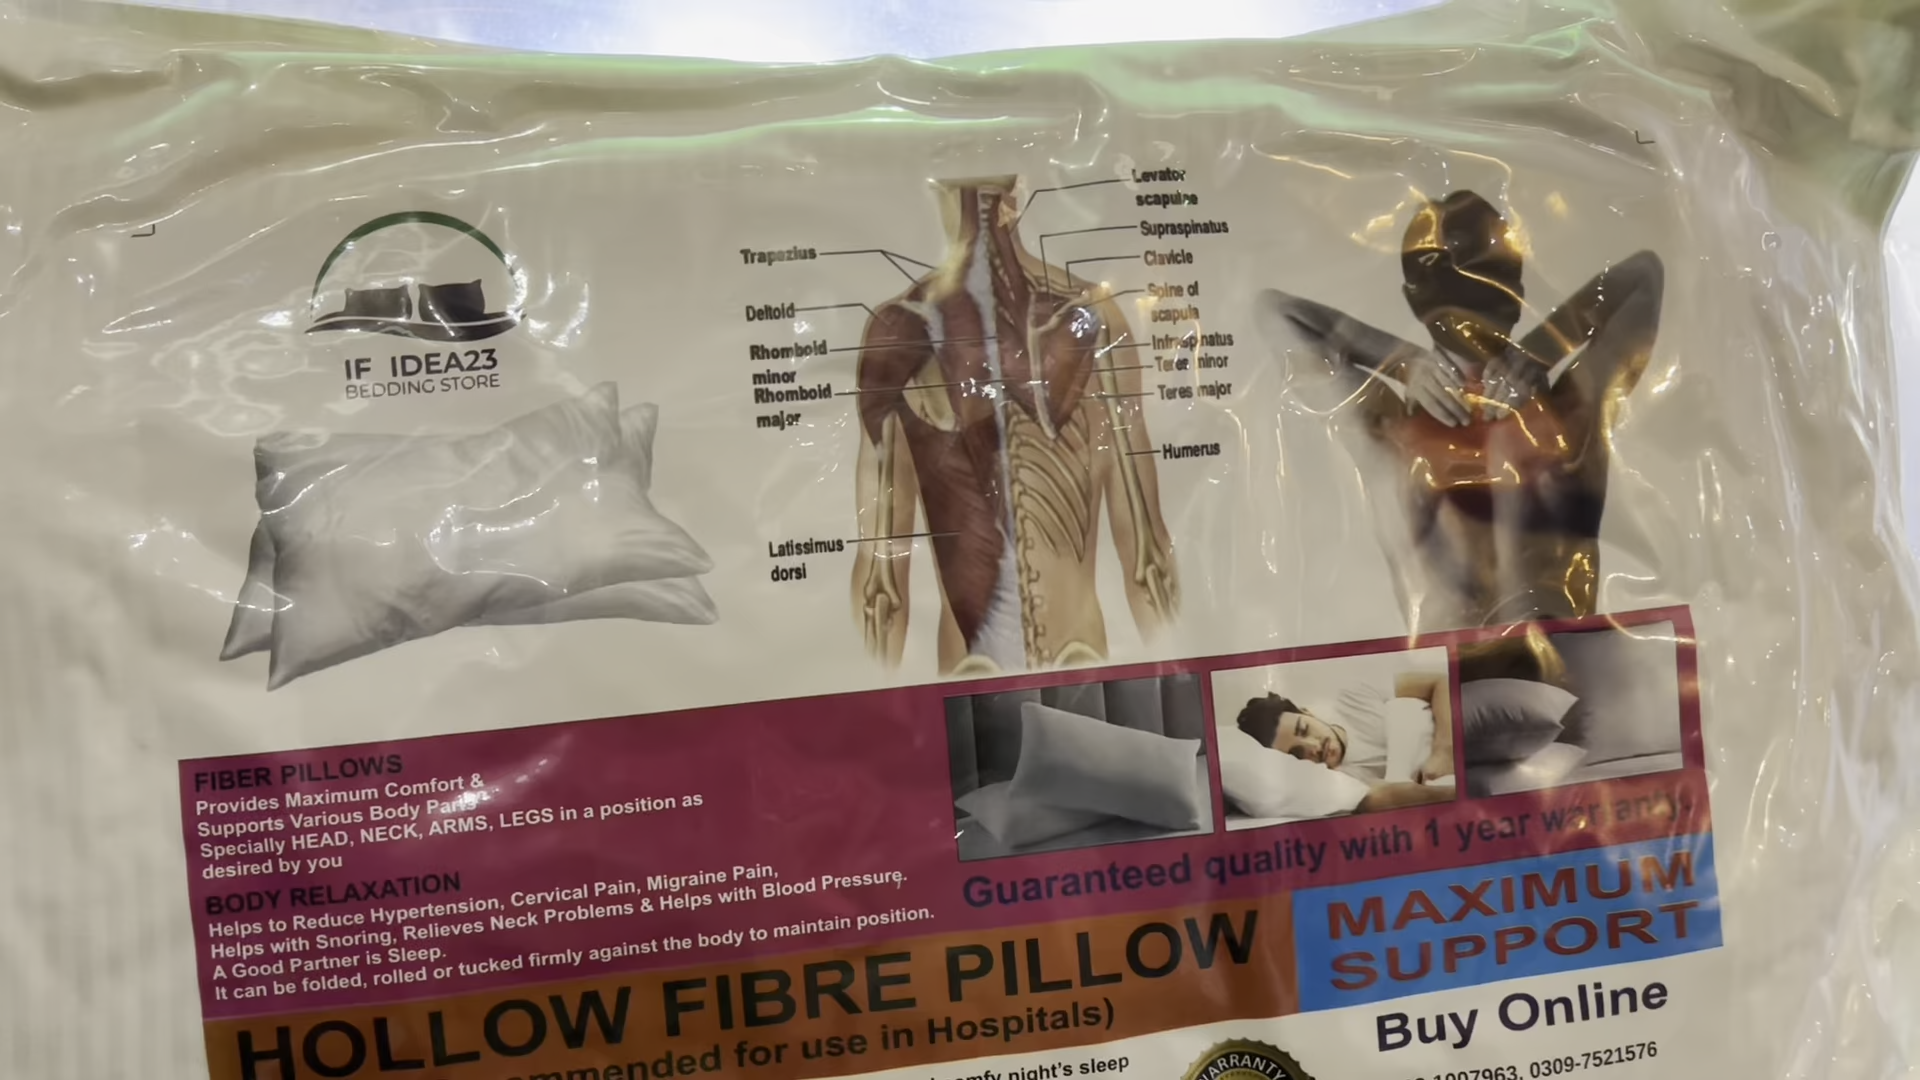 IF IDEA23
BEDDING STORE
Trapezius
Deltoid
Rhomboid
minor
Rhomboid
major
Latissimus
dorsi
Levator
scapulae
Supraspinatus
Clavicle
Spine of
scapula
Infraspinatus
Teres minor
Teres major
Humerus
FIBER PILLOWS
Provides Maximum Comfort &
Supports Various Body Parts
Specially HEAD, NECK, ARMS, LEGS in a position as
desired by you
BODY RELAXATION
Helps to Reduce Hypertension, Cervical Pain, Migraine Pain,
Helps with Snoring, Relieves Neck Problems & Helps with Blood Pressure.
A Good Partner is Sleep.
It can be folded, rolled or tucked firmly against the body to maintain position.
Guaranteed quality with 1 year warranty.
HOLLOW FIBRE PILLOW
for use in Hospitals)
MAXIMUM
SUPPORT
Buy Online
1007963, 0309-7521576
night's sleep
WARRANTY